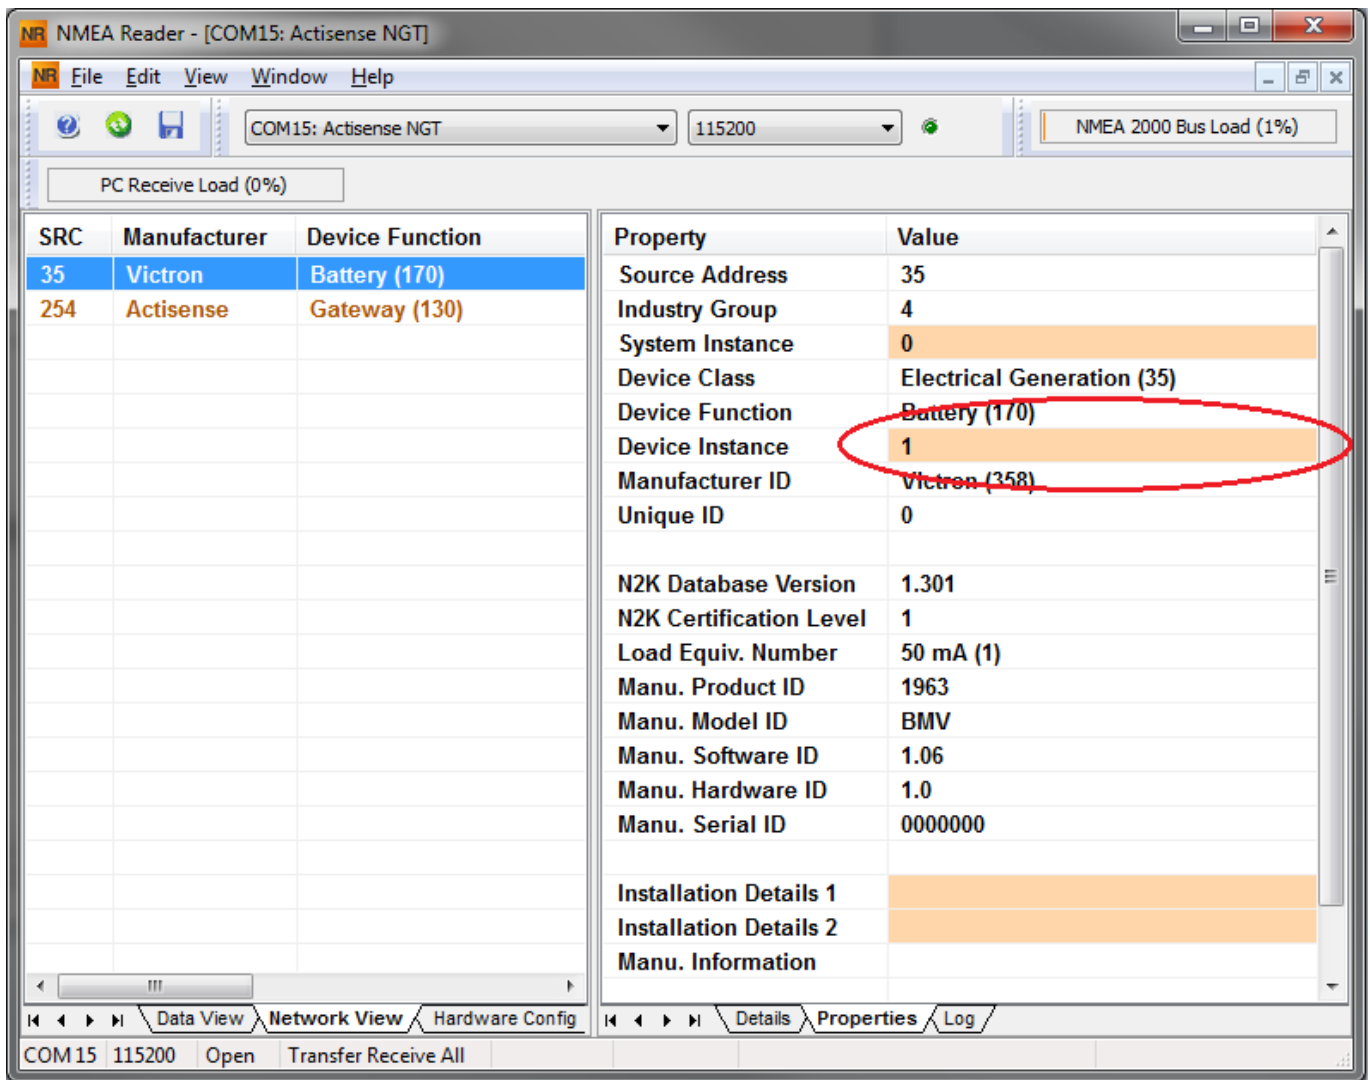 NR NMEA Reader - [COM15: Actisense NGT]
NR File Edit View Window Help
COM15: Actisense NGT 115200 NMEA 2000 Bus Load (1%)
PC Receive Load (0%)
SRC Manufacturer Device Function
35 Victron Battery (170)
254 Actisense Gateway (130)
Property Value
Source Address 35
Industry Group 4
System Instance 0
Device Class Electrical Generation (35)
Device Function Battery (170)
Device Instance 1
Manufacturer ID Victron (358)
Unique ID 0
N2K Database Version 1.301
N2K Certification Level 1
Load Equiv. Number 50 mA (1)
Manu. Product ID 1963
Manu. Model ID BMV
Manu. Software ID 1.06
Manu. Hardware ID 1.0
Manu. Serial ID 0000000
Installation Details 1
Installation Details 2
Manu. Information
Data View Network View Hardware Config
Details Properties Log
COM 15 115200 Open Transfer Receive All